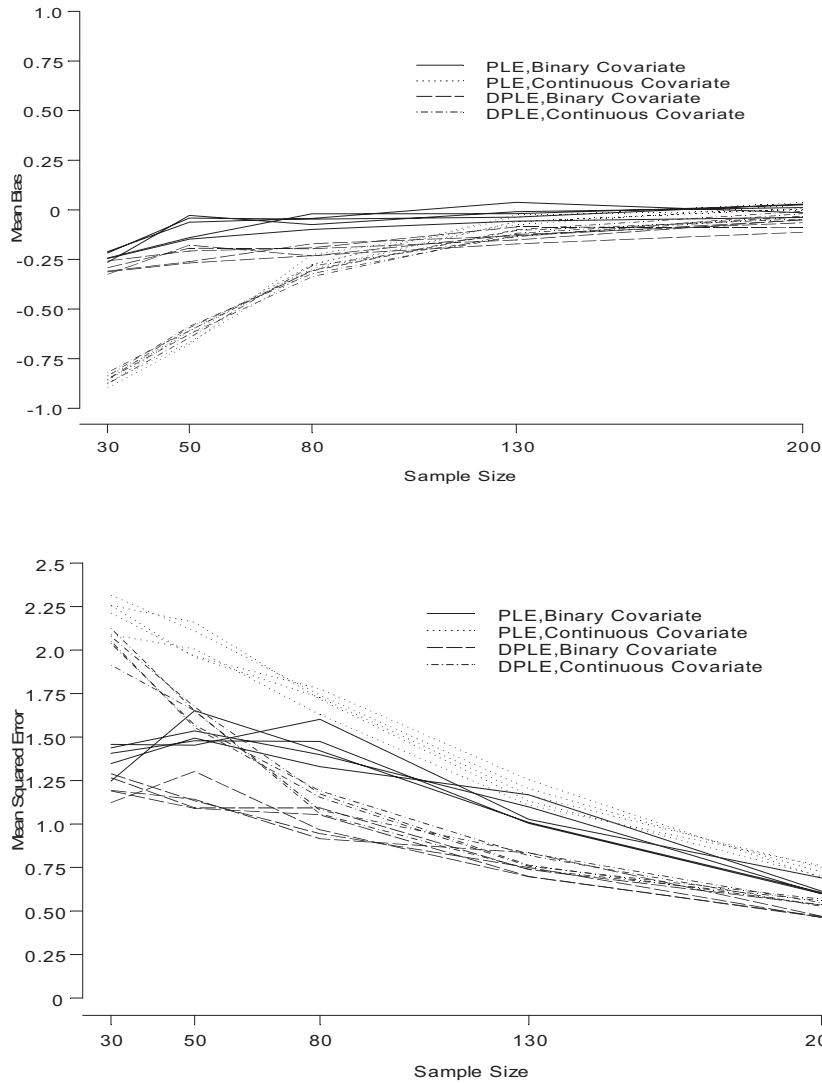 1.0
0.75
0.50
0.25
0
-0.25
-0.50
-0.75
-1.0
Mean Bias
PLE,Binary Covariate
PLE,Continuous Covariate
DPLE,Binary Covariate
DPLE,Continuous Covariate
30 50 80 130 200
Sample Size
2.5
2.25
2.0
1.75
1.50
1.25
1.0
0.75
0.50
0.25
0
Mean Squared Error
PLE,Binary Covariate
PLE,Continuous Covariate
DPLE,Binary Covariate
DPLE,Continuous Covariate
30 50 80 130 20
Sample Size